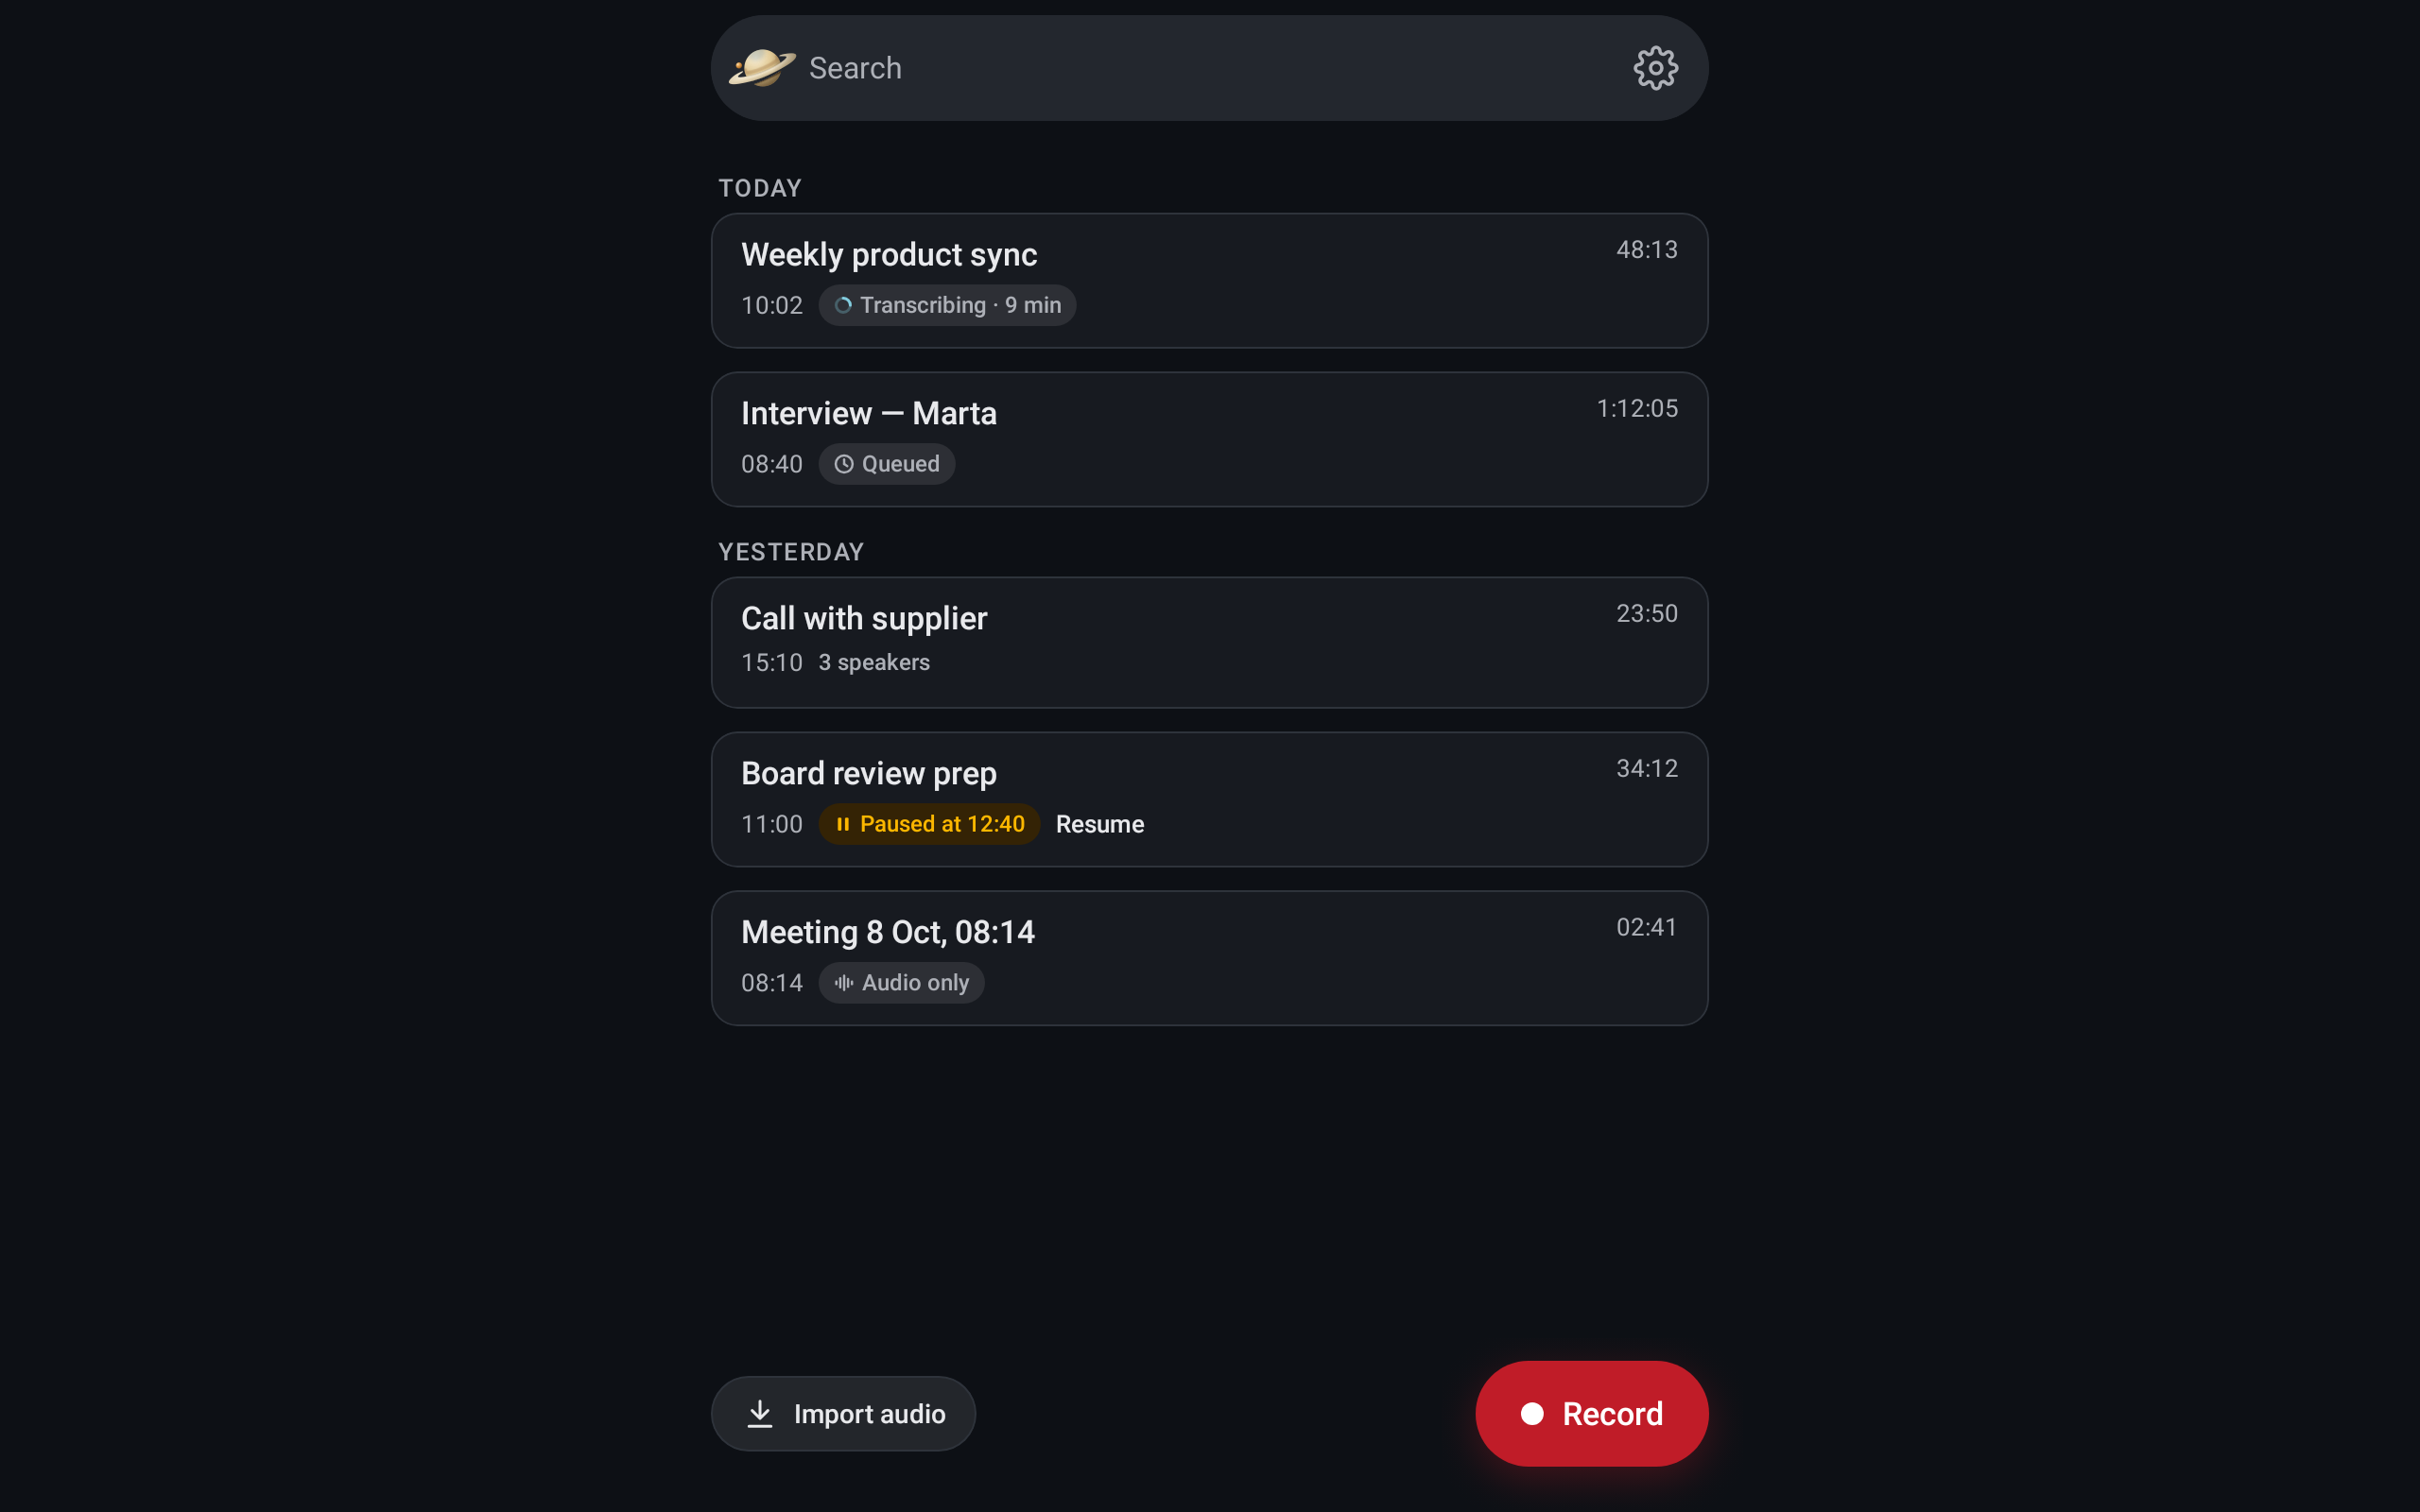 Search
TODAY
Weekly product sync 48:13
10:02 Transcribing · 9 min
Interview — Marta 1:12:05
08:40 Queued
YESTERDAY
Call with supplier 23:50
15:10 3 speakers
Board review prep 34:12
11:00 Paused at 12:40 Resume
Meeting 8 Oct, 08:14 02:41
08:14 Audio only
Import audio Record